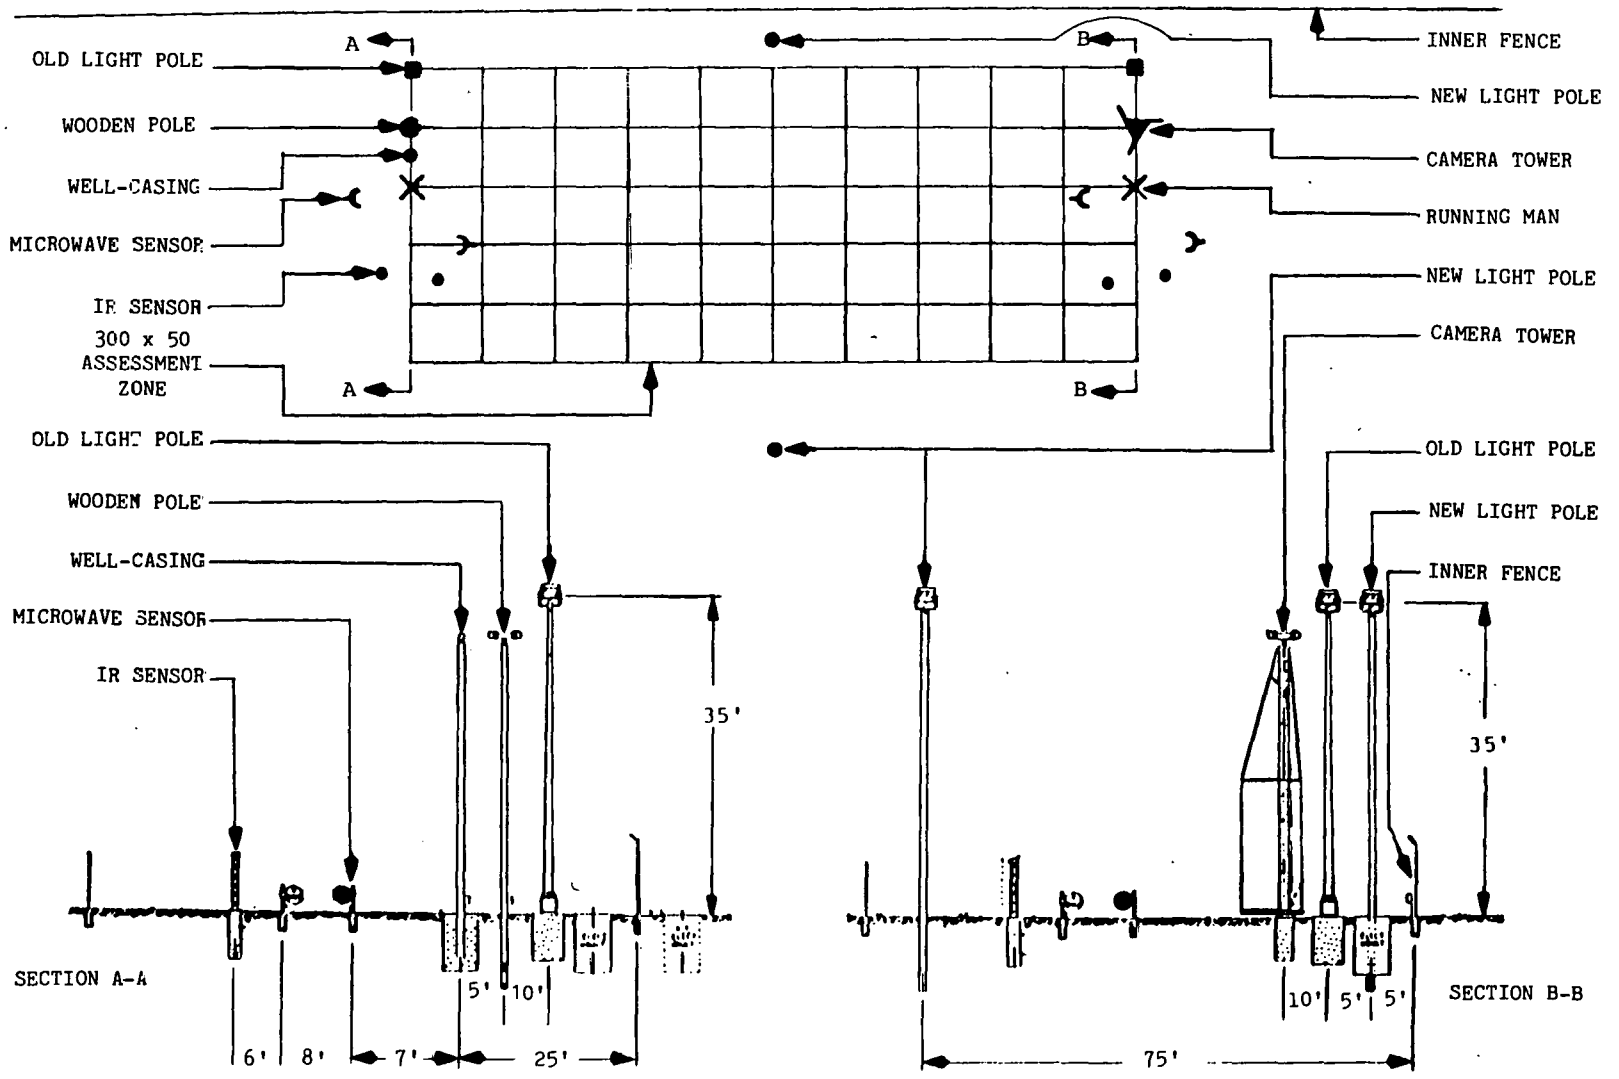 A
B
INNER FENCE
OLD LIGHT POLE
NEW LIGHT POLE
WOODEN POLE
CAMERA TOWER
WELL-CASING
RUNNING MAN
MICROWAVE SENSOR
NEW LIGHT POLE
IR SENSOR
300 x 50
ASSESSMENT
ZONE
CAMERA TOWER
A
B
OLD LIGHT POLE
OLD LIGHT POLE
WOODEN POLE
NEW LIGHT POLE
WELL-CASING
INNER FENCE
MICROWAVE SENSOR
IR SENSOR
35'
35'
SECTION A-A
5' 10'
10' 5' 5'
SECTION B-B
6' 8' 7' 25'
75'